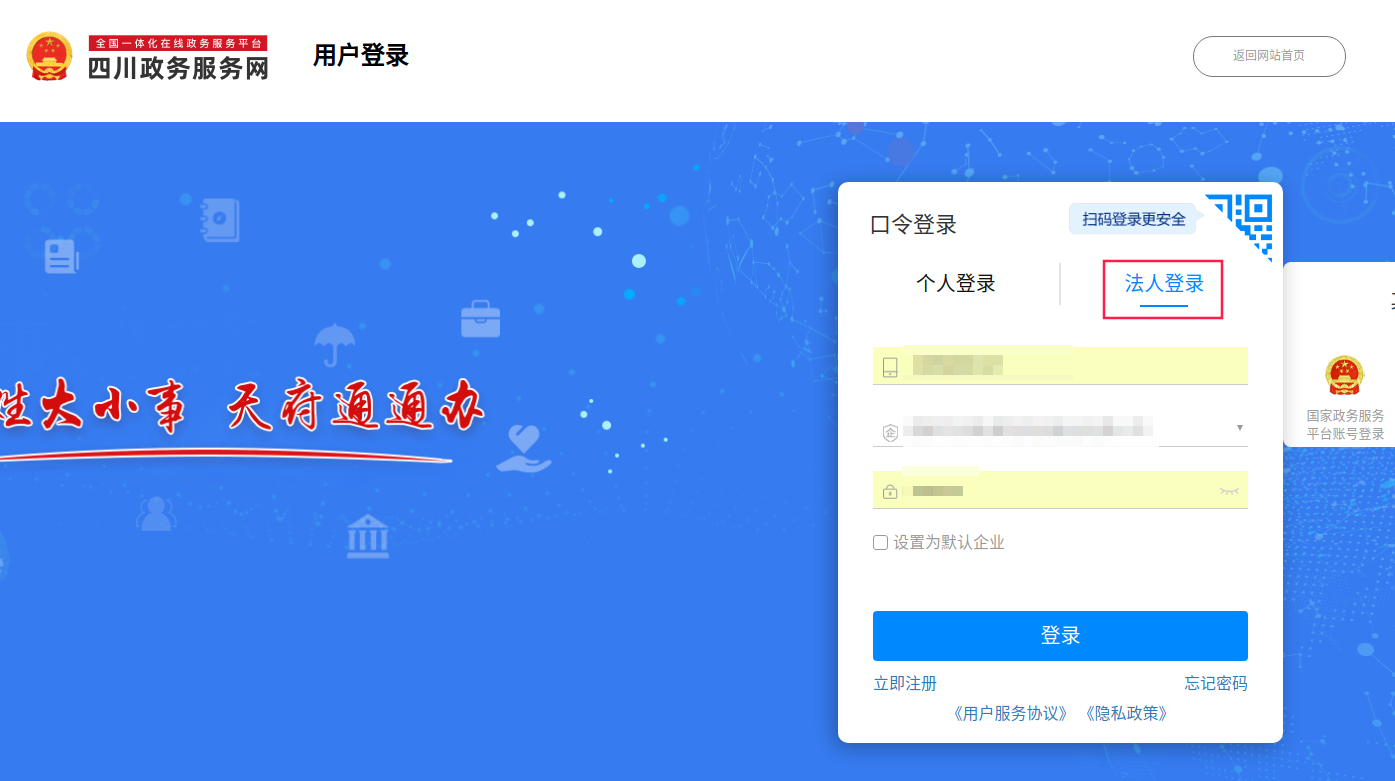 全国一体化在线政务服务平台
四川政务服务网
用户登录
返回网站首页
口令登录
扫码登录更安全
个人登录
法人登录
姓大小事 天府通通办
企
设置为默认企业
登录
立即注册
忘记密码
《用户服务协议》 《隐私政策》
国家政务服务
平台账号登录